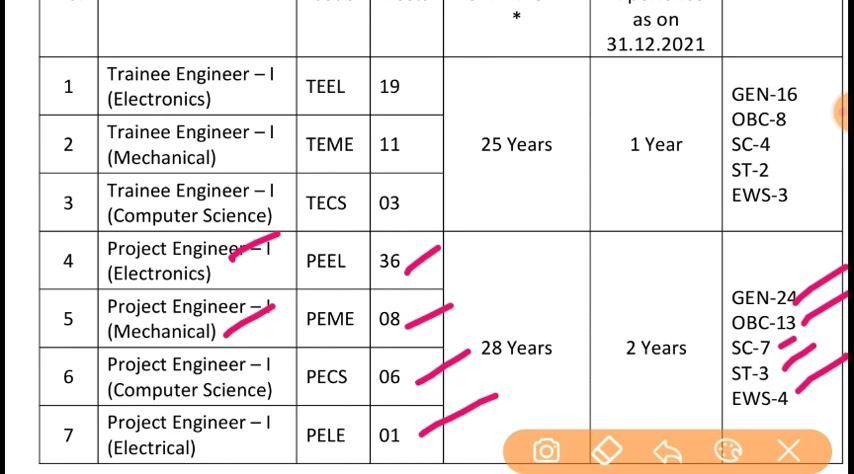 *
as on
31.12.2021
1
Trainee Engineer – I
(Electronics)
TEEL
19
2
Trainee Engineer – I
(Mechanical)
TEME
11
3
Trainee Engineer – I
(Computer Science)
TECS
03
25 Years
1 Year
GEN-16
OBC-8
SC-4
ST-2
EWS-3
4
Project Engineer – I
(Electronics)
PEEL
36
5
Project Engineer – I
(Mechanical)
PEME
08
6
Project Engineer – I
(Computer Science)
PECS
06
7
Project Engineer – I
(Electrical)
PELE
01
28 Years
2 Years
GEN-24
OBC-13
SC-7
ST-3
EWS-4